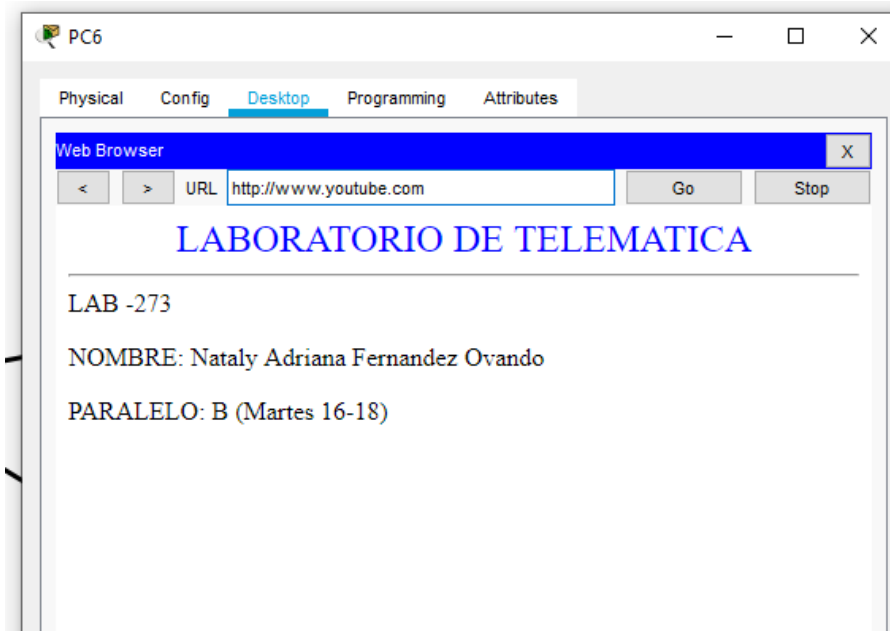 PC6
Physical Config Desktop Programming Attributes
Web Browser X
< > URL http://www.youtube.com Go Stop
LABORATORIO DE TELEMATICA
LAB -273
NOMBRE: Nataly Adriana Fernandez Ovando
PARALELO: B (Martes 16-18)